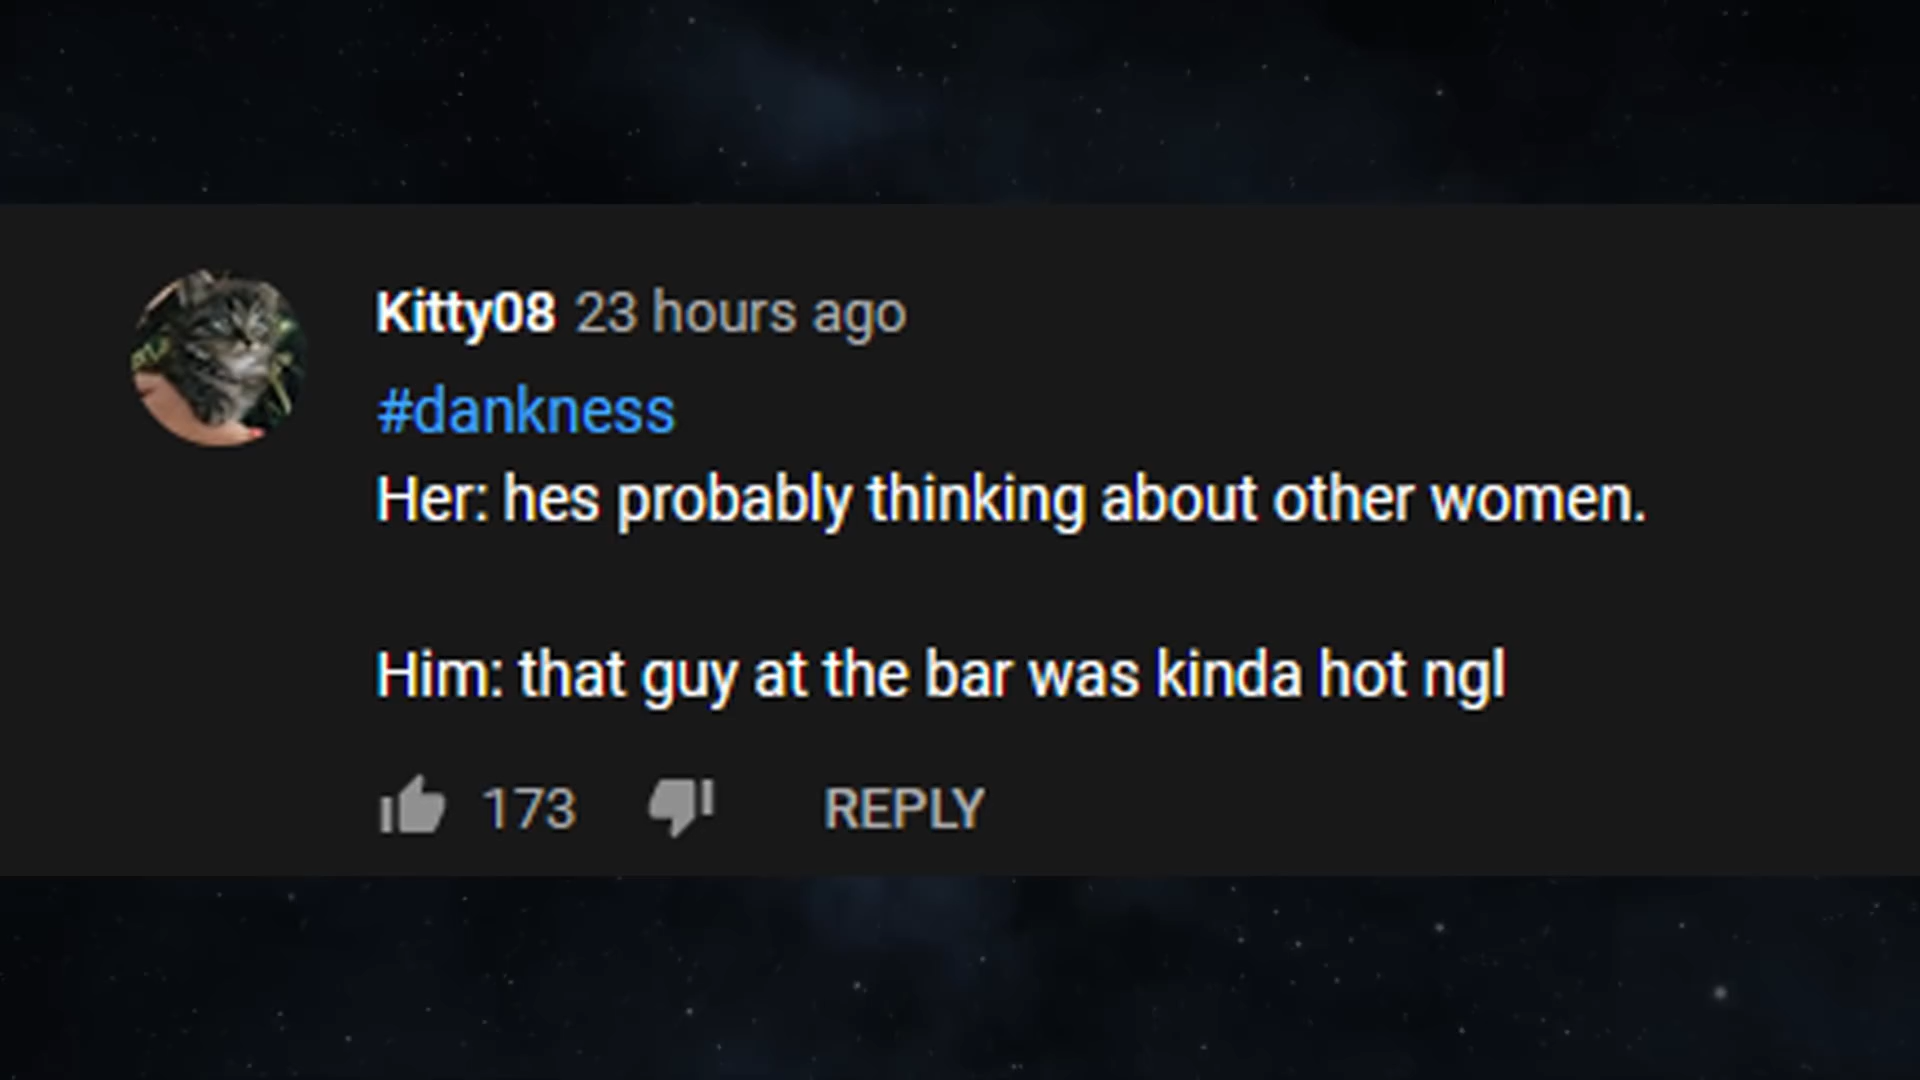 Kitty08 23 hours ago
#dankness
Her: hes probably thinking about other women.
Him: that guy at the bar was kinda hot ngl
173 REPLY